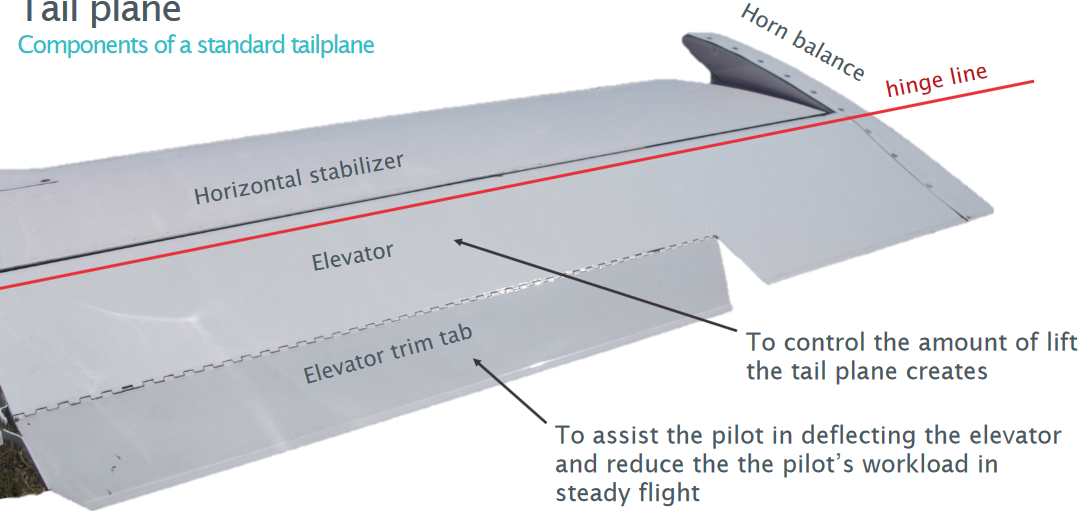 Tail plane
Components of a standard tailplane
Horn balance
hinge line
Horizontal stabilizer
Elevator
Elevator trim tab
To control the amount of lift
the tail plane creates
To assist the pilot in deflecting the elevator
and reduce the the pilot's workload in
steady flight